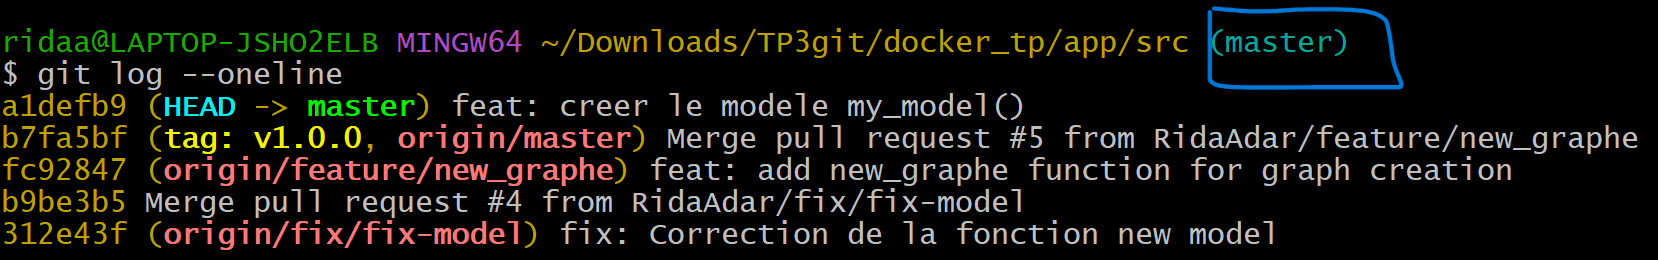 ridaa@LAPTOP-JSHO2ELB MINGW64 ~/Downloads/TP3git/docker_tp/app/src (master)
$ git log --oneline
a1defb9 (HEAD -> master) feat: creer le modele my_model()
b7fa5bf (tag: v1.0.0, origin/master) Merge pull request #5 from RidaAdar/feature/new_graphe
fc92847 (origin/feature/new_graphe) feat: add new_graphe function for graph creation
b9be3b5 Merge pull request #4 from RidaAdar/fix/fix-model
312e43f (origin/fix/fix-model) fix: Correction de la fonction new model